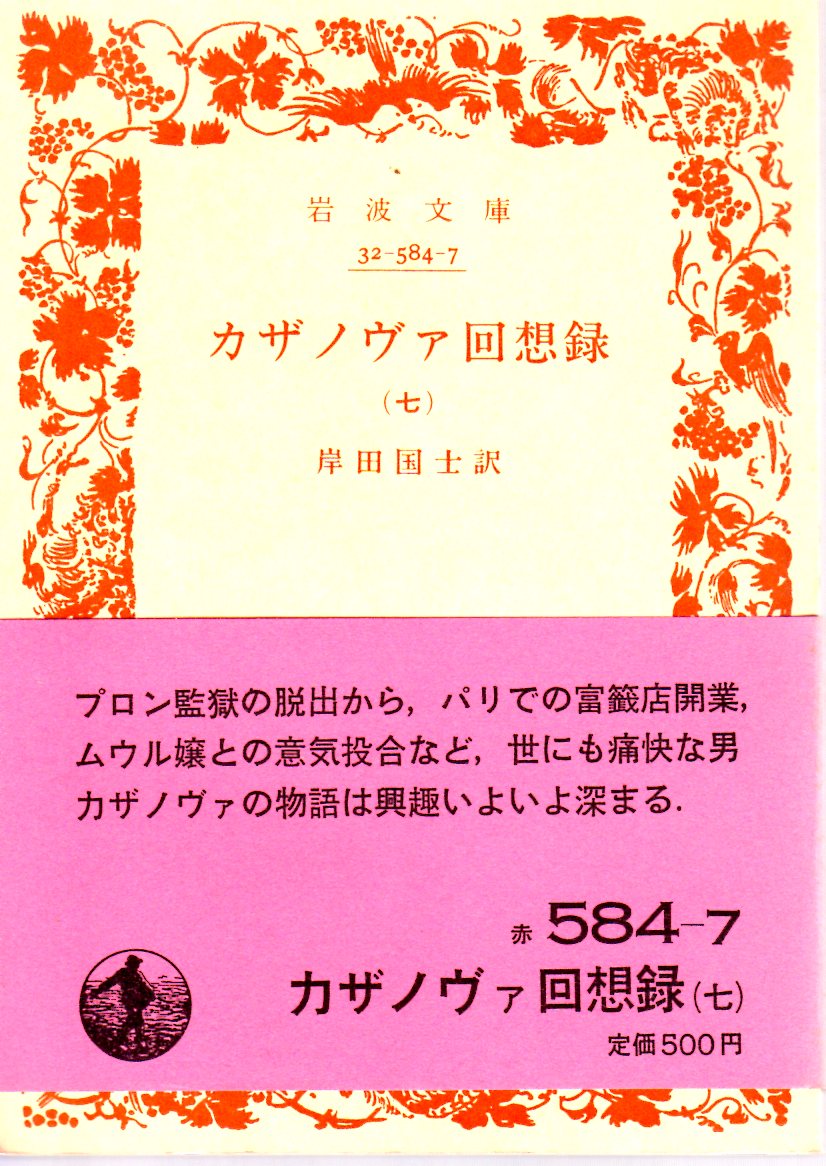 岩波文庫
32-584-7
カザノヴァ回想録
(七)
岸田国士訳
プロン監獄の脱出から，パリでの富籤店開業，
ムウル嬢との意気投合など，世にも痛快な男
カザノヴァの物語は興趣いよいよ深まる．
赤 584-7
カザノヴァ回想録(七)
定価500円